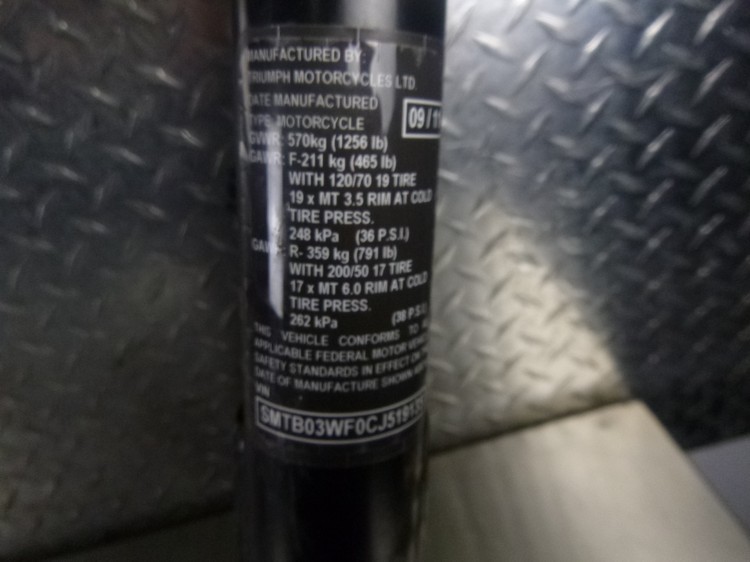 MANUFACTURED BY:
TRIUMPH MOTORCYCLES LTD.
DATE MANUFACTURED
09/11
TYPE: MOTORCYCLE
GVWR: 570kg (1256 lb)
GAWR: F-211 kg (465 lb)
WITH 120/70 19 TIRE
19 x MT 3.5 RIM AT COLD
TIRE PRESS.
248 kPa (36 P.S.I.)
GAWR: R- 359 kg (791 lb)
WITH 200/50 17 TIRE
17 x MT 6.0 RIM AT COLD
TIRE PRESS.
262 kPa (38 P.S.I.
THIS VEHICLE CONFORMS TO
APPLICABLE FEDERAL MOTOR VEHICLE
SAFETY STANDARDS IN EFFECT ON
DATE OF MANUFACTURE SHOWN
VIN